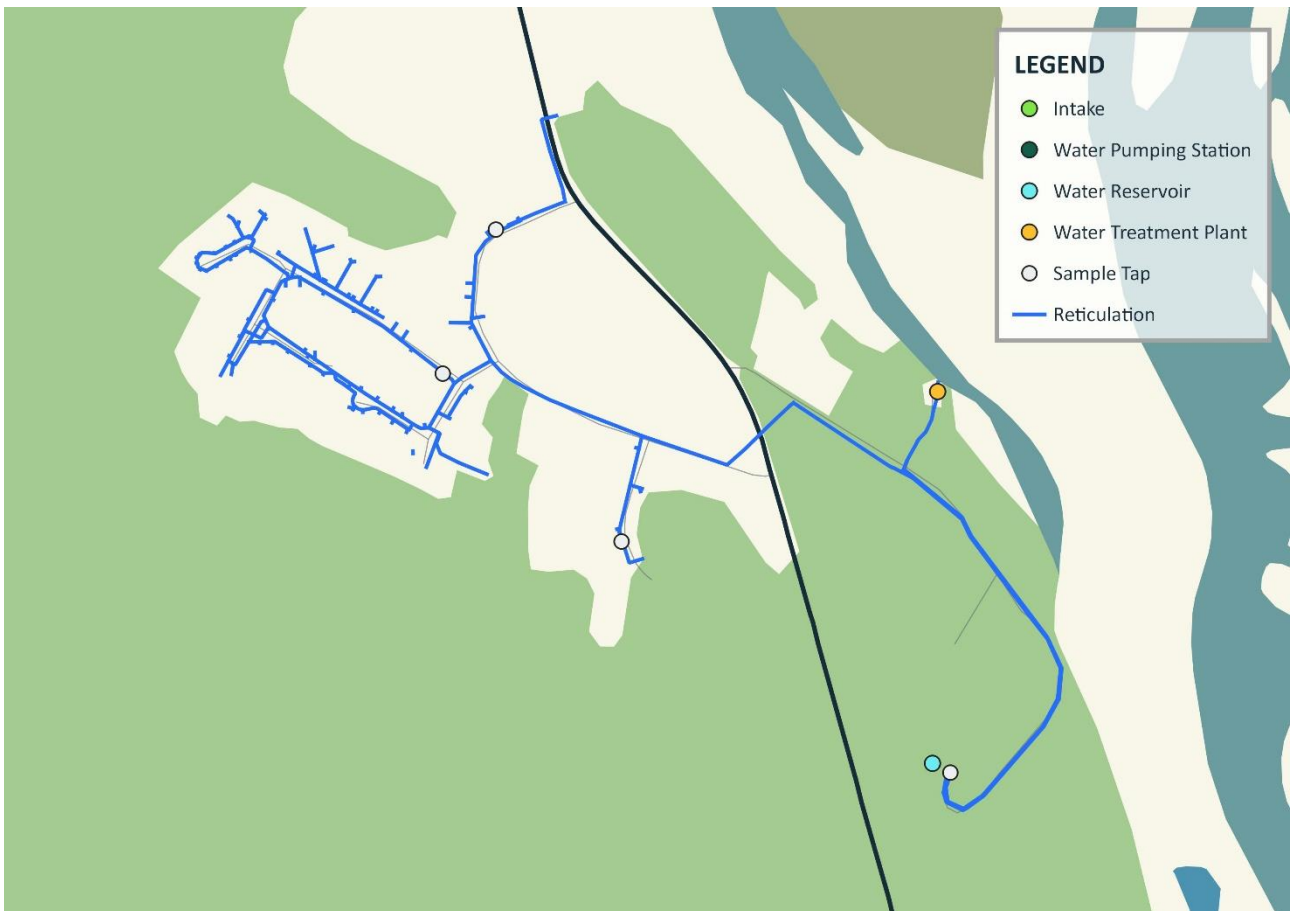 LEGEND
Intake
Water Pumping Station
Water Reservoir
Water Treatment Plant
Sample Tap
Reticulation